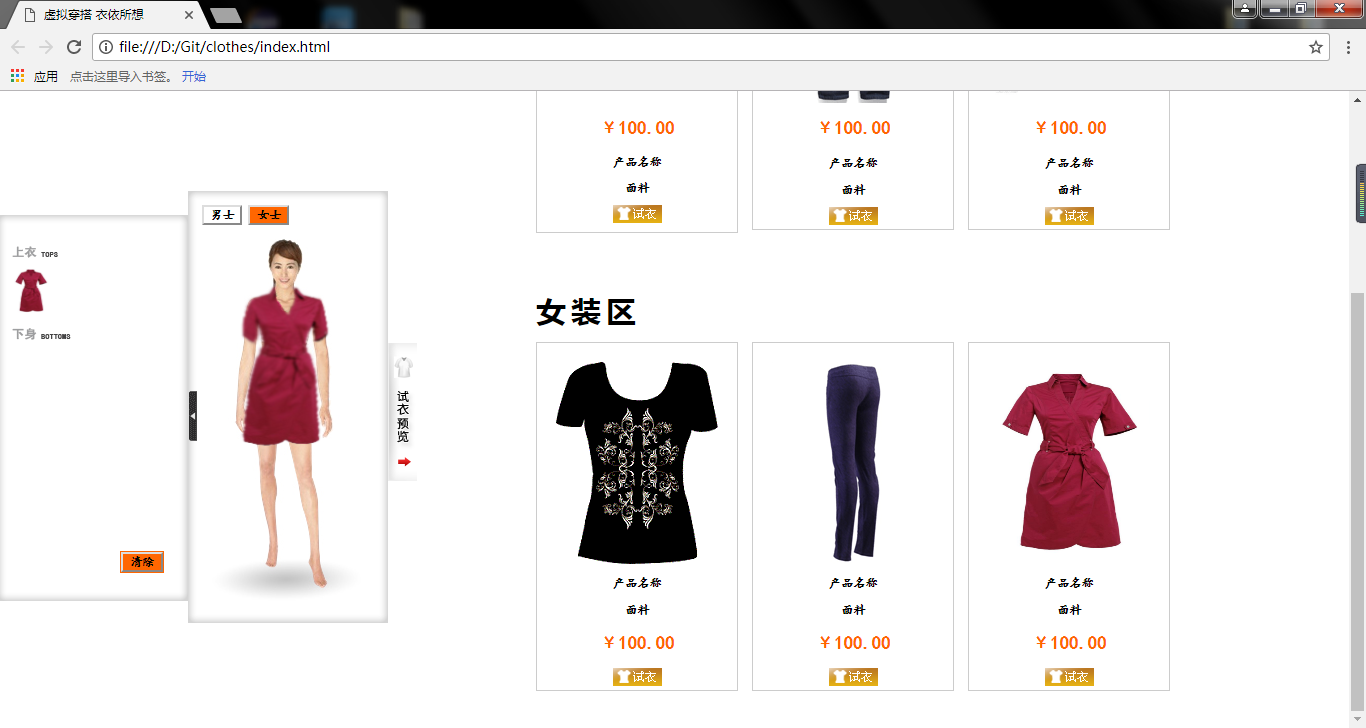 虚拟穿搭 衣依所想
file:///D:/Git/clothes/index.html
应用 点击这里导入书签。 开始
￥100.00 ￥100.00 ￥100.00
产品名称 产品名称 产品名称
面料 面料 面料
试衣 试衣 试衣
男士 女士
上衣 TOPS
下身 BOTTOMS
清除
试衣预览
女装区
产品名称 产品名称 产品名称
面料 面料 面料
￥100.00 ￥100.00 ￥100.00
试衣 试衣 试衣